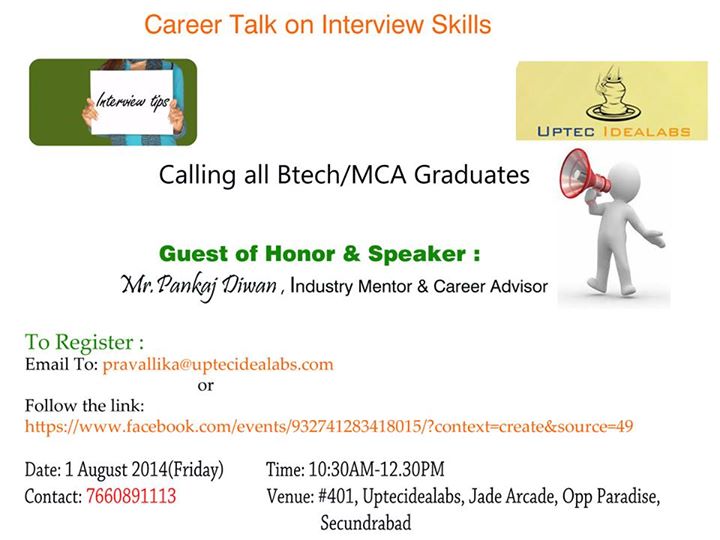 Career Talk on Interview Skills
Interview tips
UPTEC IDEALABS
Calling all Btech/MCA Graduates
Guest of Honor & Speaker :
Mr.Pankaj Diwan , Industry Mentor & Career Advisor
To Register :
Email To: pravallika@uptecidealabs.com
or
Follow the link:
https://www.facebook.com/events/932741283418015/?context=create&source=49
Date: 1 August 2014(Friday) Time: 10:30AM-12.30PM
Contact: 7660891113 Venue: #401, Uptecidealabs, Jade Arcade, Opp Paradise,
Secundrabad